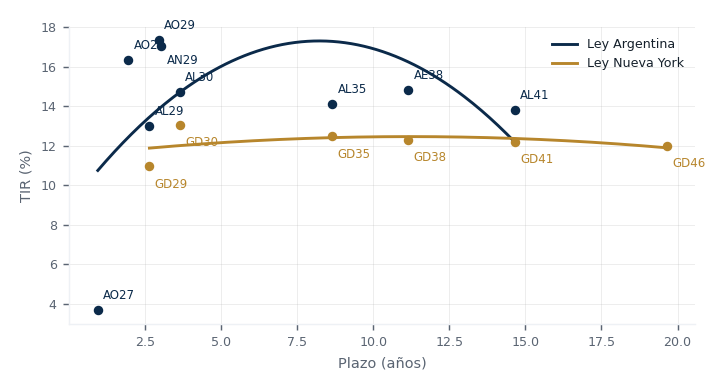 18
16
14
12
10
8
6
4
TIR (%)
AO29
AN29
AL30
AL29
GD30
GD29
AO27
AL35
GD35
AE38
GD38
AL41
GD41
GD46
Ley Argentina
Ley Nueva York
2.5
5.0
7.5
10.0
12.5
15.0
17.5
20.0
Plazo (años)